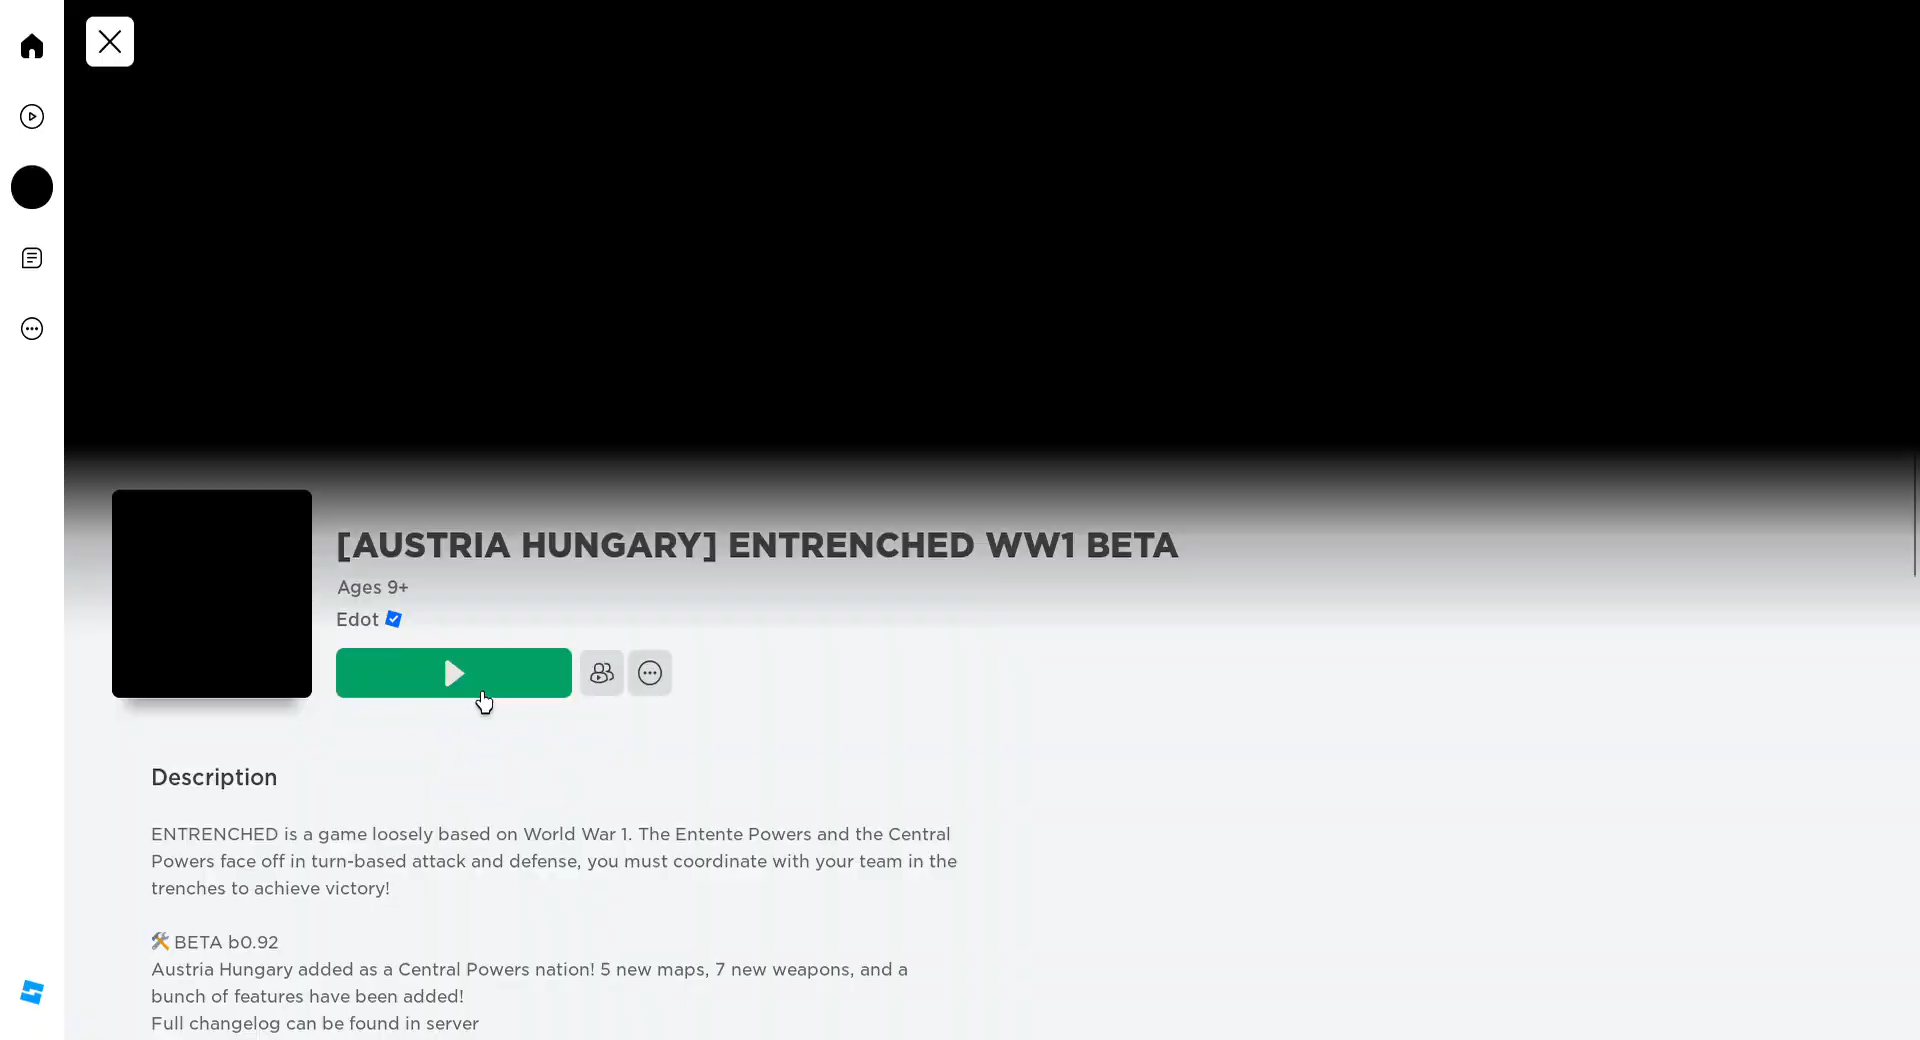 [AUSTRIA HUNGARY] ENTRENCHED WW1 BETA
Ages 9+
Edot
Description
ENTRENCHED is a game loosely based on World War 1. The Entente Powers and the Central
Powers face off in turn-based attack and defense, you must coordinate with your team in the
trenches to achieve victory!
🛠️ BETA b0.92
Austria Hungary added as a Central Powers nation! 5 new maps, 7 new weapons, and a
bunch of features have been added!
Full changelog can be found in server